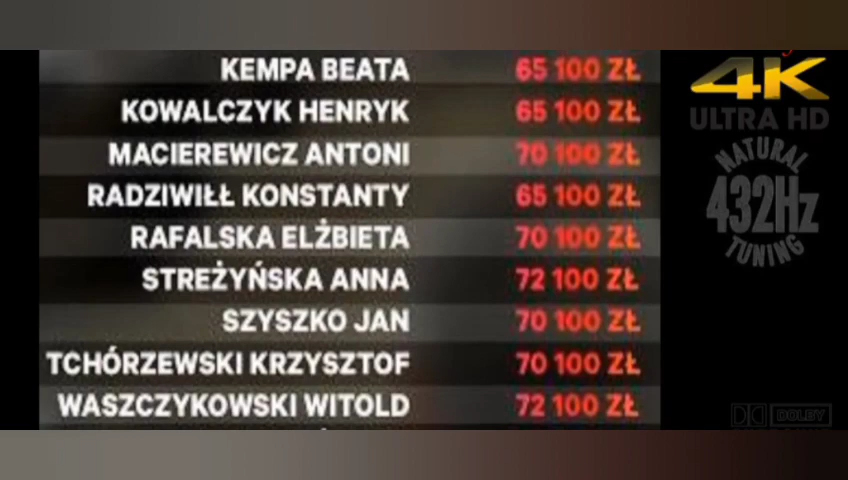 KEMPA BEATA 65 100 ZŁ
KOWALCZYK HENRYK 65 100 ZŁ
MACIEREWICZ ANTONI 70 100 ZŁ
RADZIWIŁŁ KONSTANTY 65 100 ZŁ
RAFALSKA ELŻBIETA 70 100 ZŁ
STREŻYŃSKA ANNA 72 100 ZŁ
SZYSZKO JAN 70 100 ZŁ
TCHÓRZEWSKI KRZYSZTOF 70 100 ZŁ
WASZCZYKOWSKI WITOLD 72 100 ZŁ
4K
ULTRA HD
NATURAL
432Hz
TUNING
DOLBY